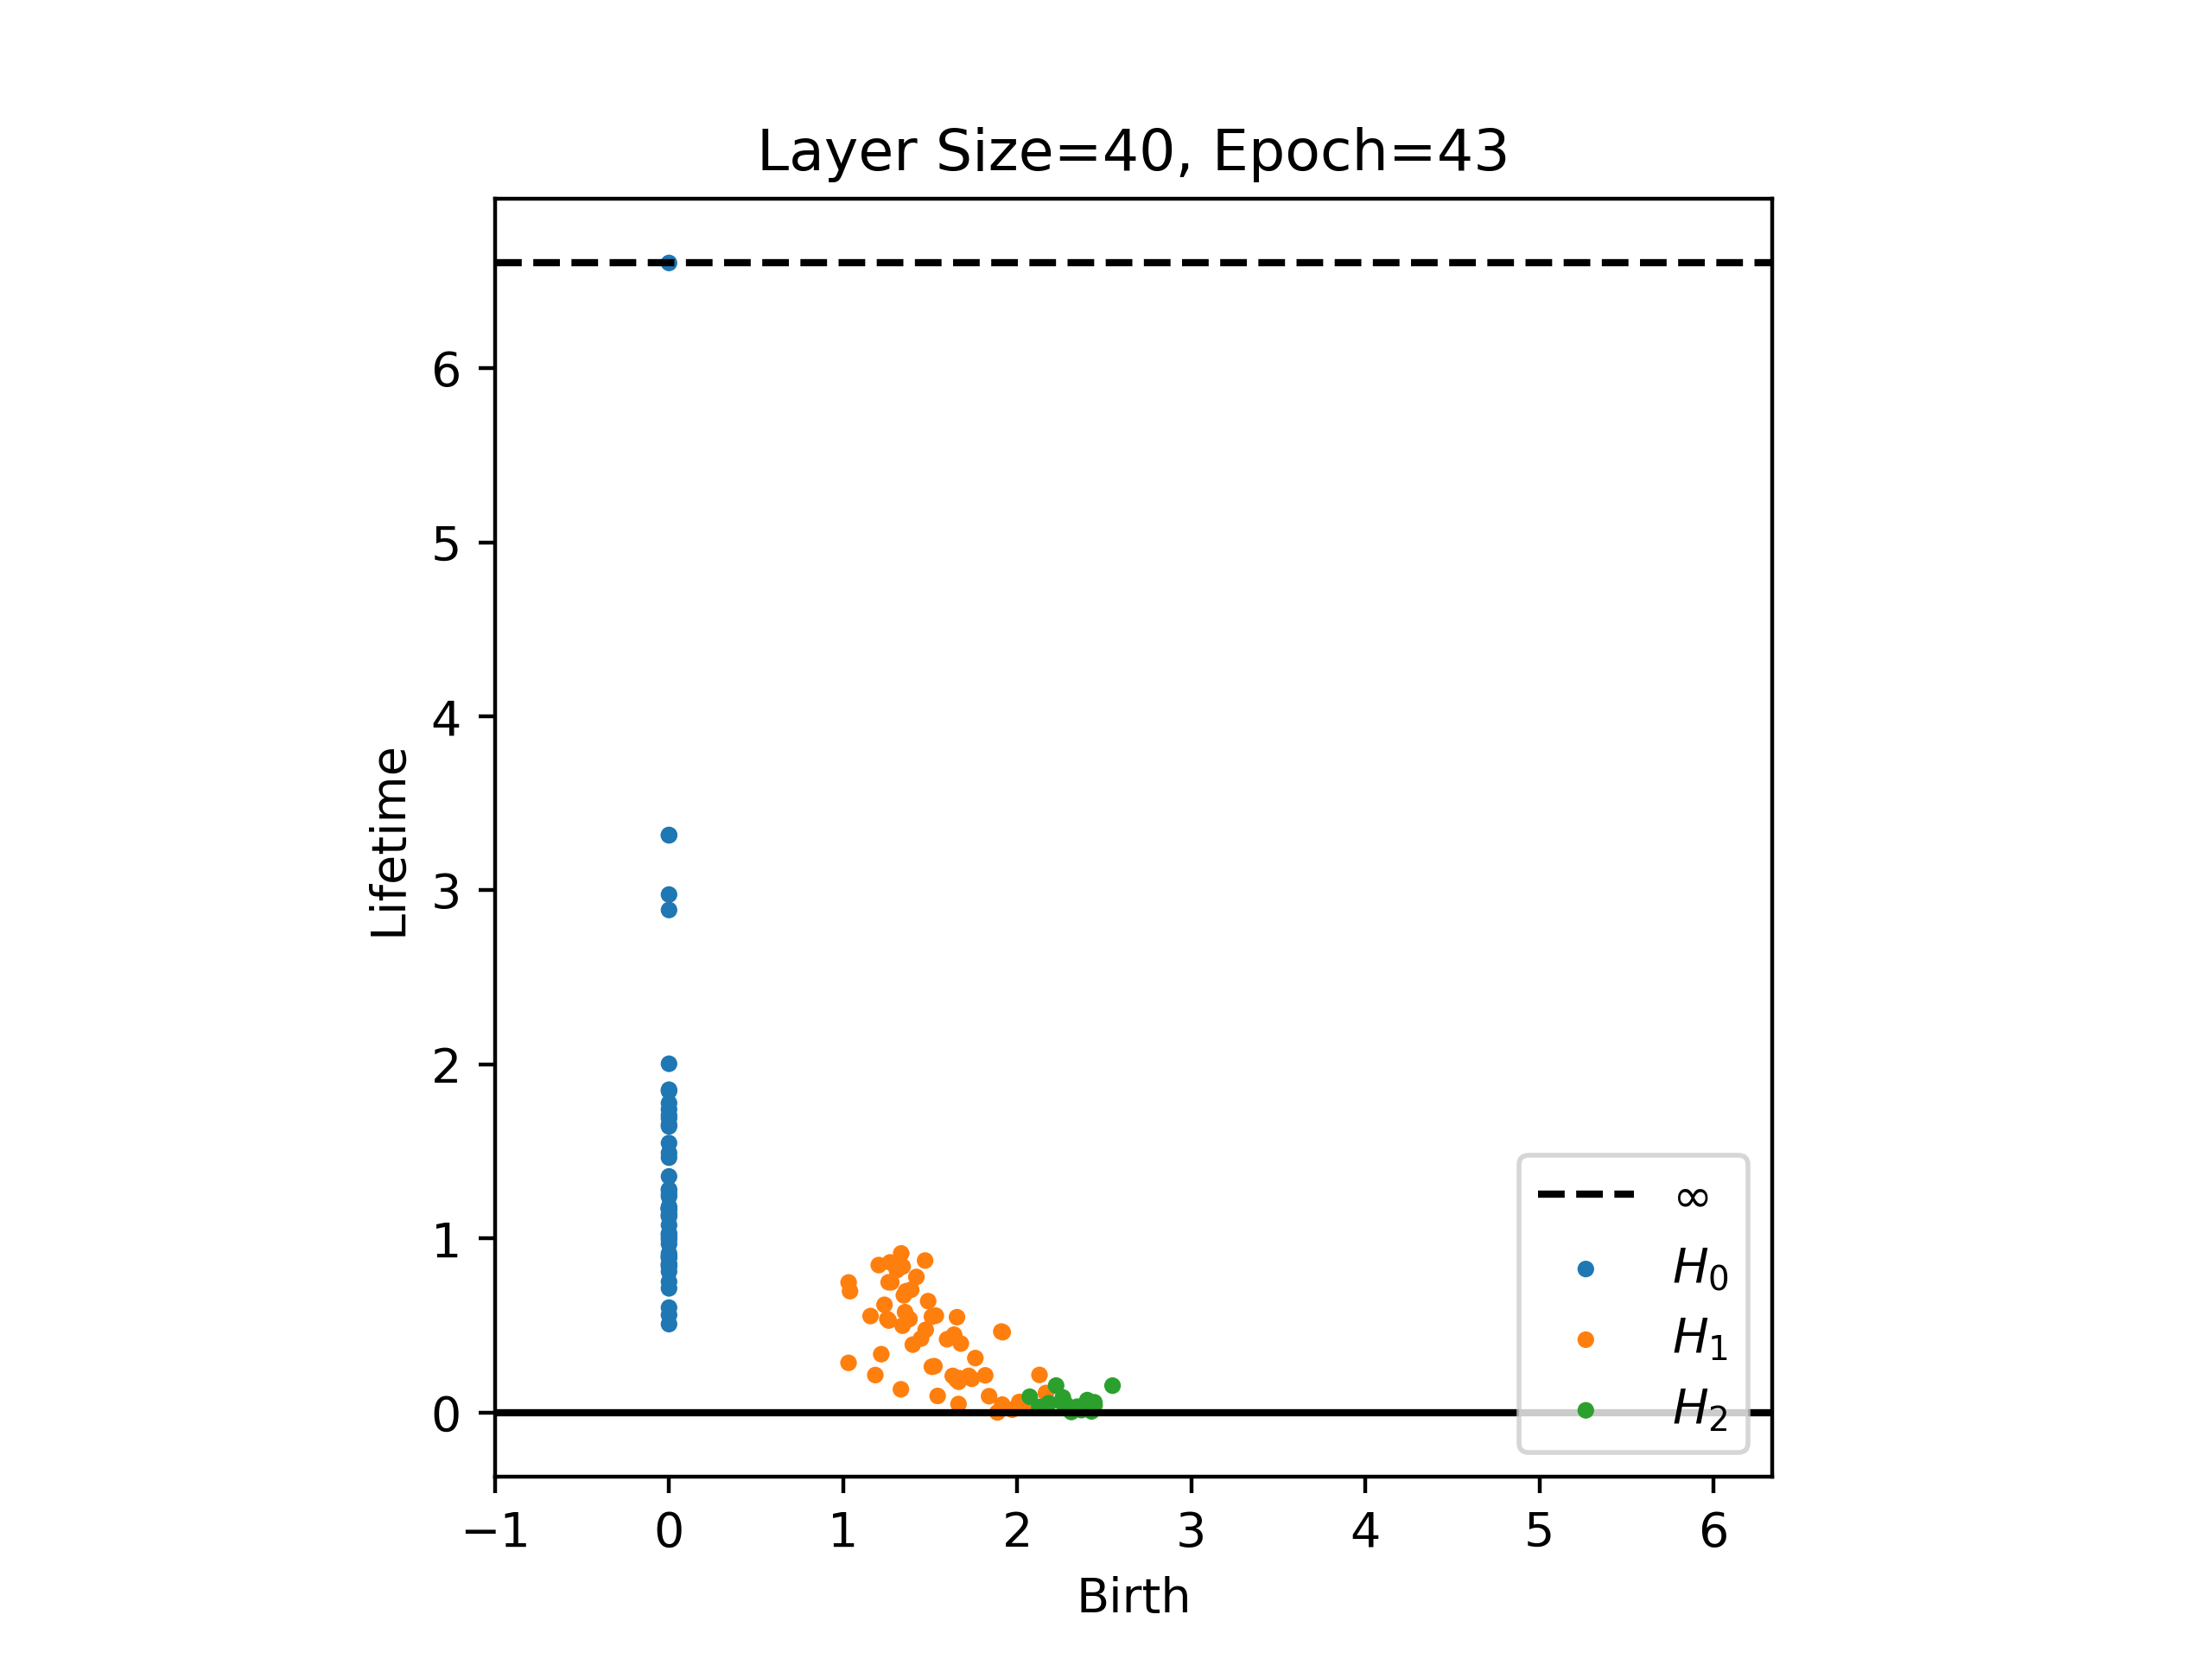 Layer Size=40, Epoch=43
Lifetime
6
5
4
3
2
1
0
∞
H₀
H₁
H₂
−1 0 1 2 3 4 5 6
Birth